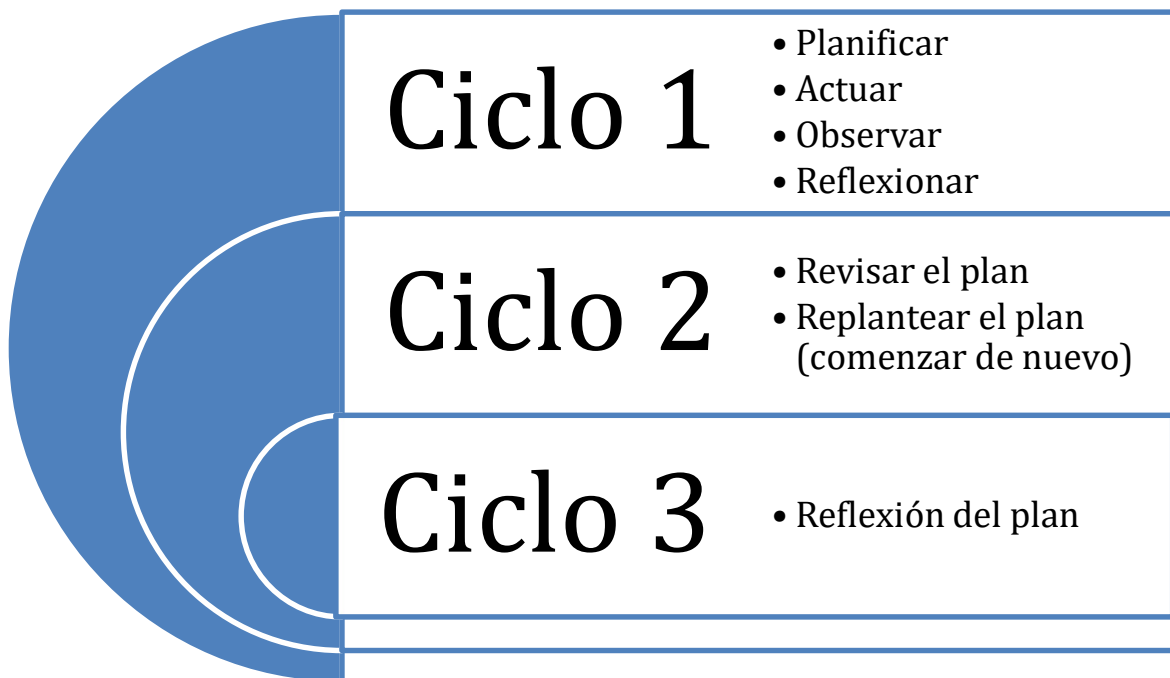 Ciclo 1
• Planificar
• Actuar
• Observar
• Reflexionar
Ciclo 2
• Revisar el plan
• Replantear el plan
(comenzar de nuevo)
Ciclo 3
• Reflexión del plan